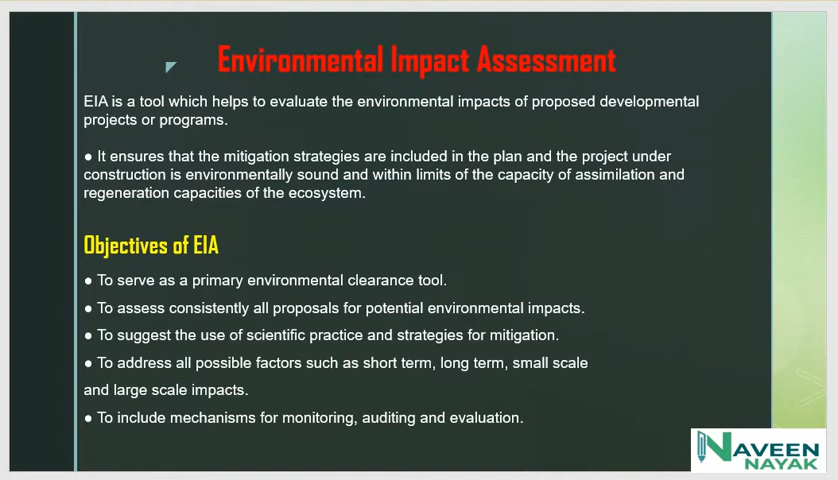 Environmental Impact Assessment
EIA is a tool which helps to evaluate the environmental impacts of proposed developmental
projects or programs.
● It ensures that the mitigation strategies are included in the plan and the project under
construction is environmentally sound and within limits of the capacity of assimilation and
regeneration capacities of the ecosystem.
Objectives of EIA
● To serve as a primary environmental clearance tool.
● To assess consistently all proposals for potential environmental impacts.
● To suggest the use of scientific practice and strategies for mitigation.
● To address all possible factors such as short term, long term, small scale
and large scale impacts.
● To include mechanisms for monitoring, auditing and evaluation.
NAVEEN
NAYAK